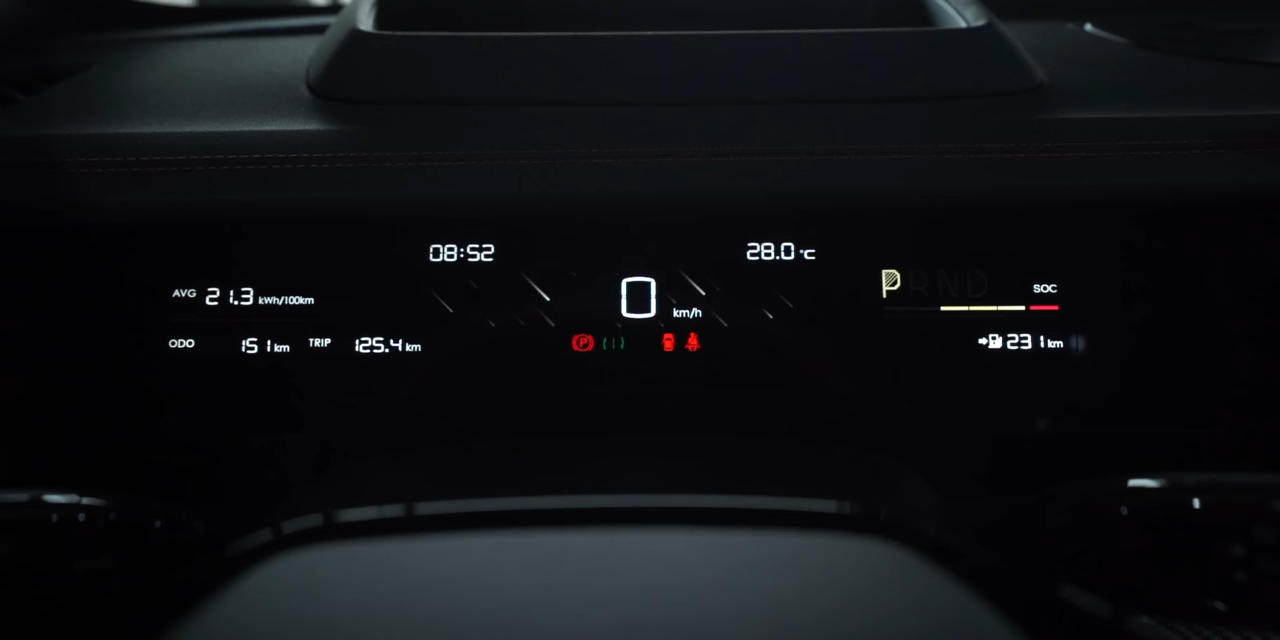 08:52 28.0 °C
AVG 21.3 kWh/100km
0 km/h
P R N D
SOC
ODO 151 km TRIP 125.4 km
(P)
231 km